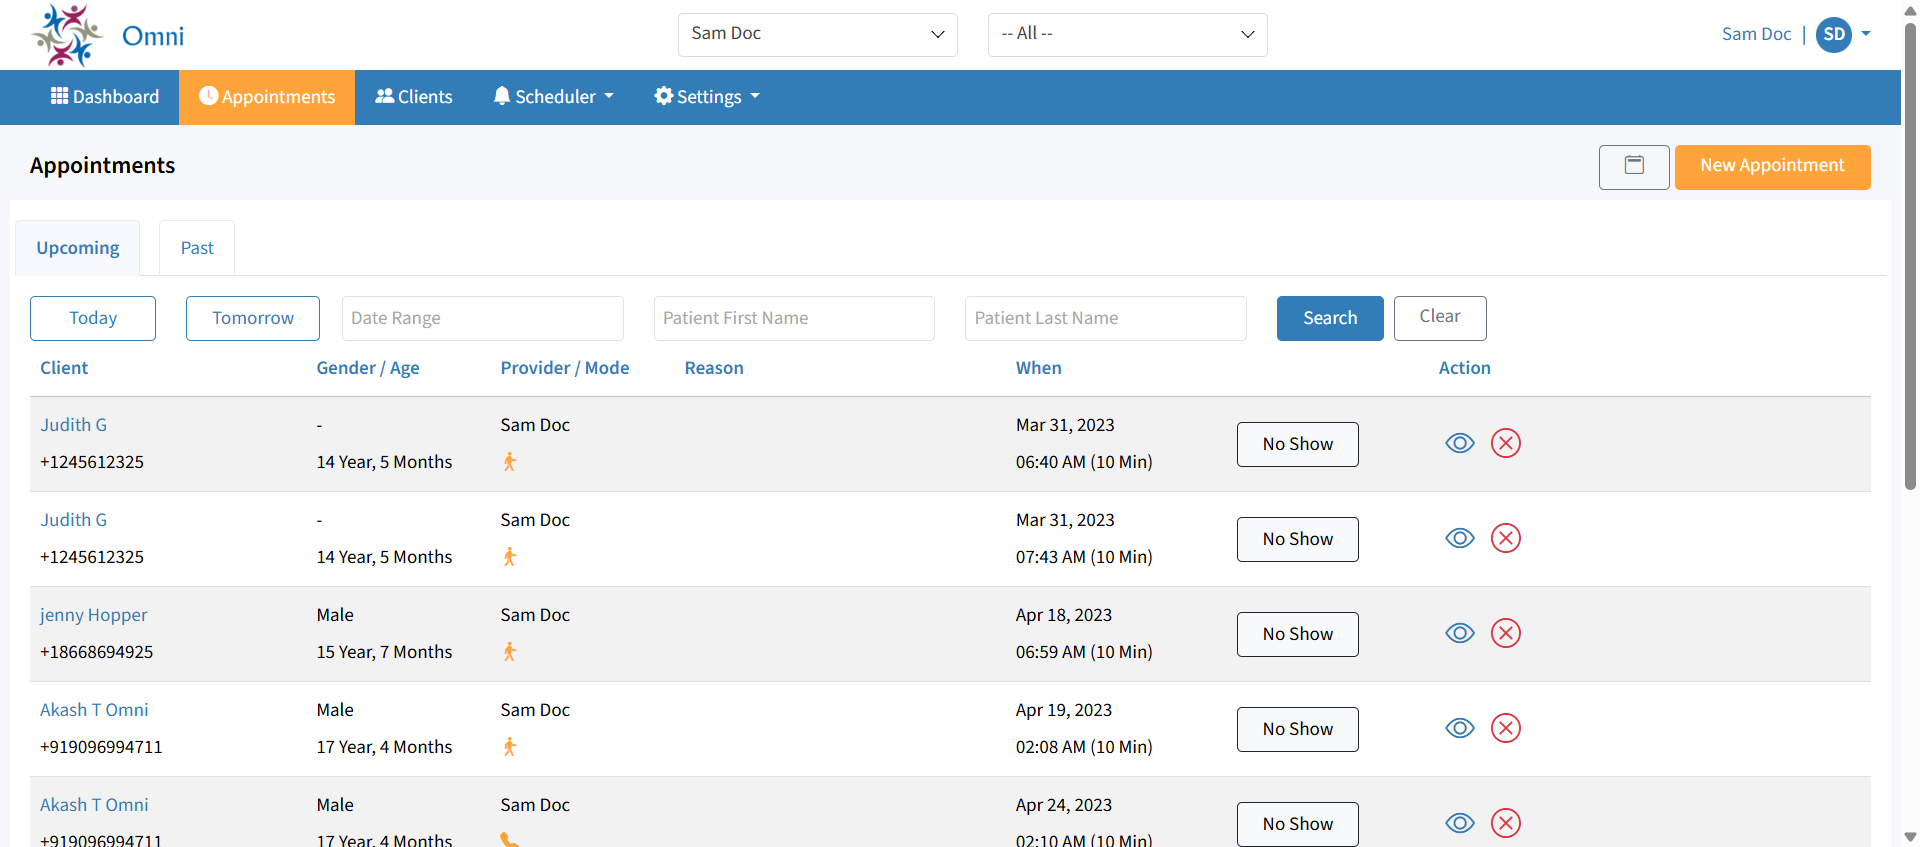 Omni
Sam Doc
-- All --
Sam Doc | SD
Dashboard Appointments Clients Scheduler Settings
Appointments
New Appointment
Upcoming Past
Today Tomorrow Date Range Patient First Name Patient Last Name Search Clear
Client Gender / Age Provider / Mode Reason When Action
Judith G - Sam Doc Mar 31, 2023
No Show
+1245612325 14 Year, 5 Months 06:40 AM (10 Min)
Judith G - Sam Doc Mar 31, 2023
No Show
+1245612325 14 Year, 5 Months 07:43 AM (10 Min)
jenny Hopper Male Sam Doc Apr 18, 2023
No Show
+18668694925 15 Year, 7 Months 06:59 AM (10 Min)
Akash T Omni Male Sam Doc Apr 19, 2023
No Show
+919096994711 17 Year, 4 Months 02:08 AM (10 Min)
Akash T Omni Male Sam Doc Apr 24, 2023
No Show
+919096994711 17 Year, 4 Months 02:10 AM (10 Min)